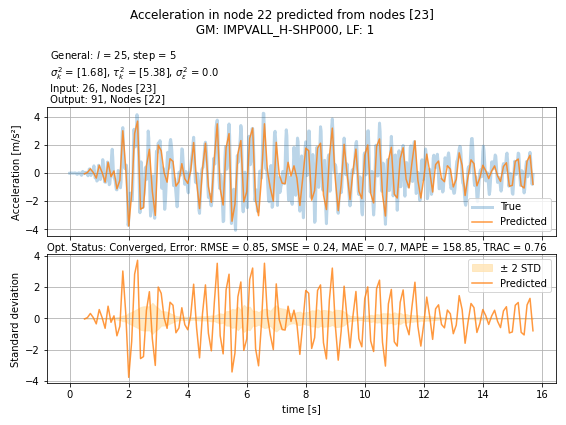 Acceleration in node 22 predicted from nodes [23]
GM: IMPVALL_H-SHP000, LF: 1
General: l = 25, step = 5
σ²ₖ = [1.68], τ²ₖ = [5.38], σ²ε = 0.0
Input: 26, Nodes [23]
Output: 91, Nodes [22]
4
2
0
−2
−4
Acceleration [m/s²]
True
Predicted
Opt. Status: Converged, Error: RMSE = 0.85, SMSE = 0.24, MAE = 0.7, MAPE = 158.85, TRAC = 0.76
4
2
0
−2
−4
Standard deviation
± 2 STD
Predicted
0 2 4 6 8 10 12 14 16
time [s]